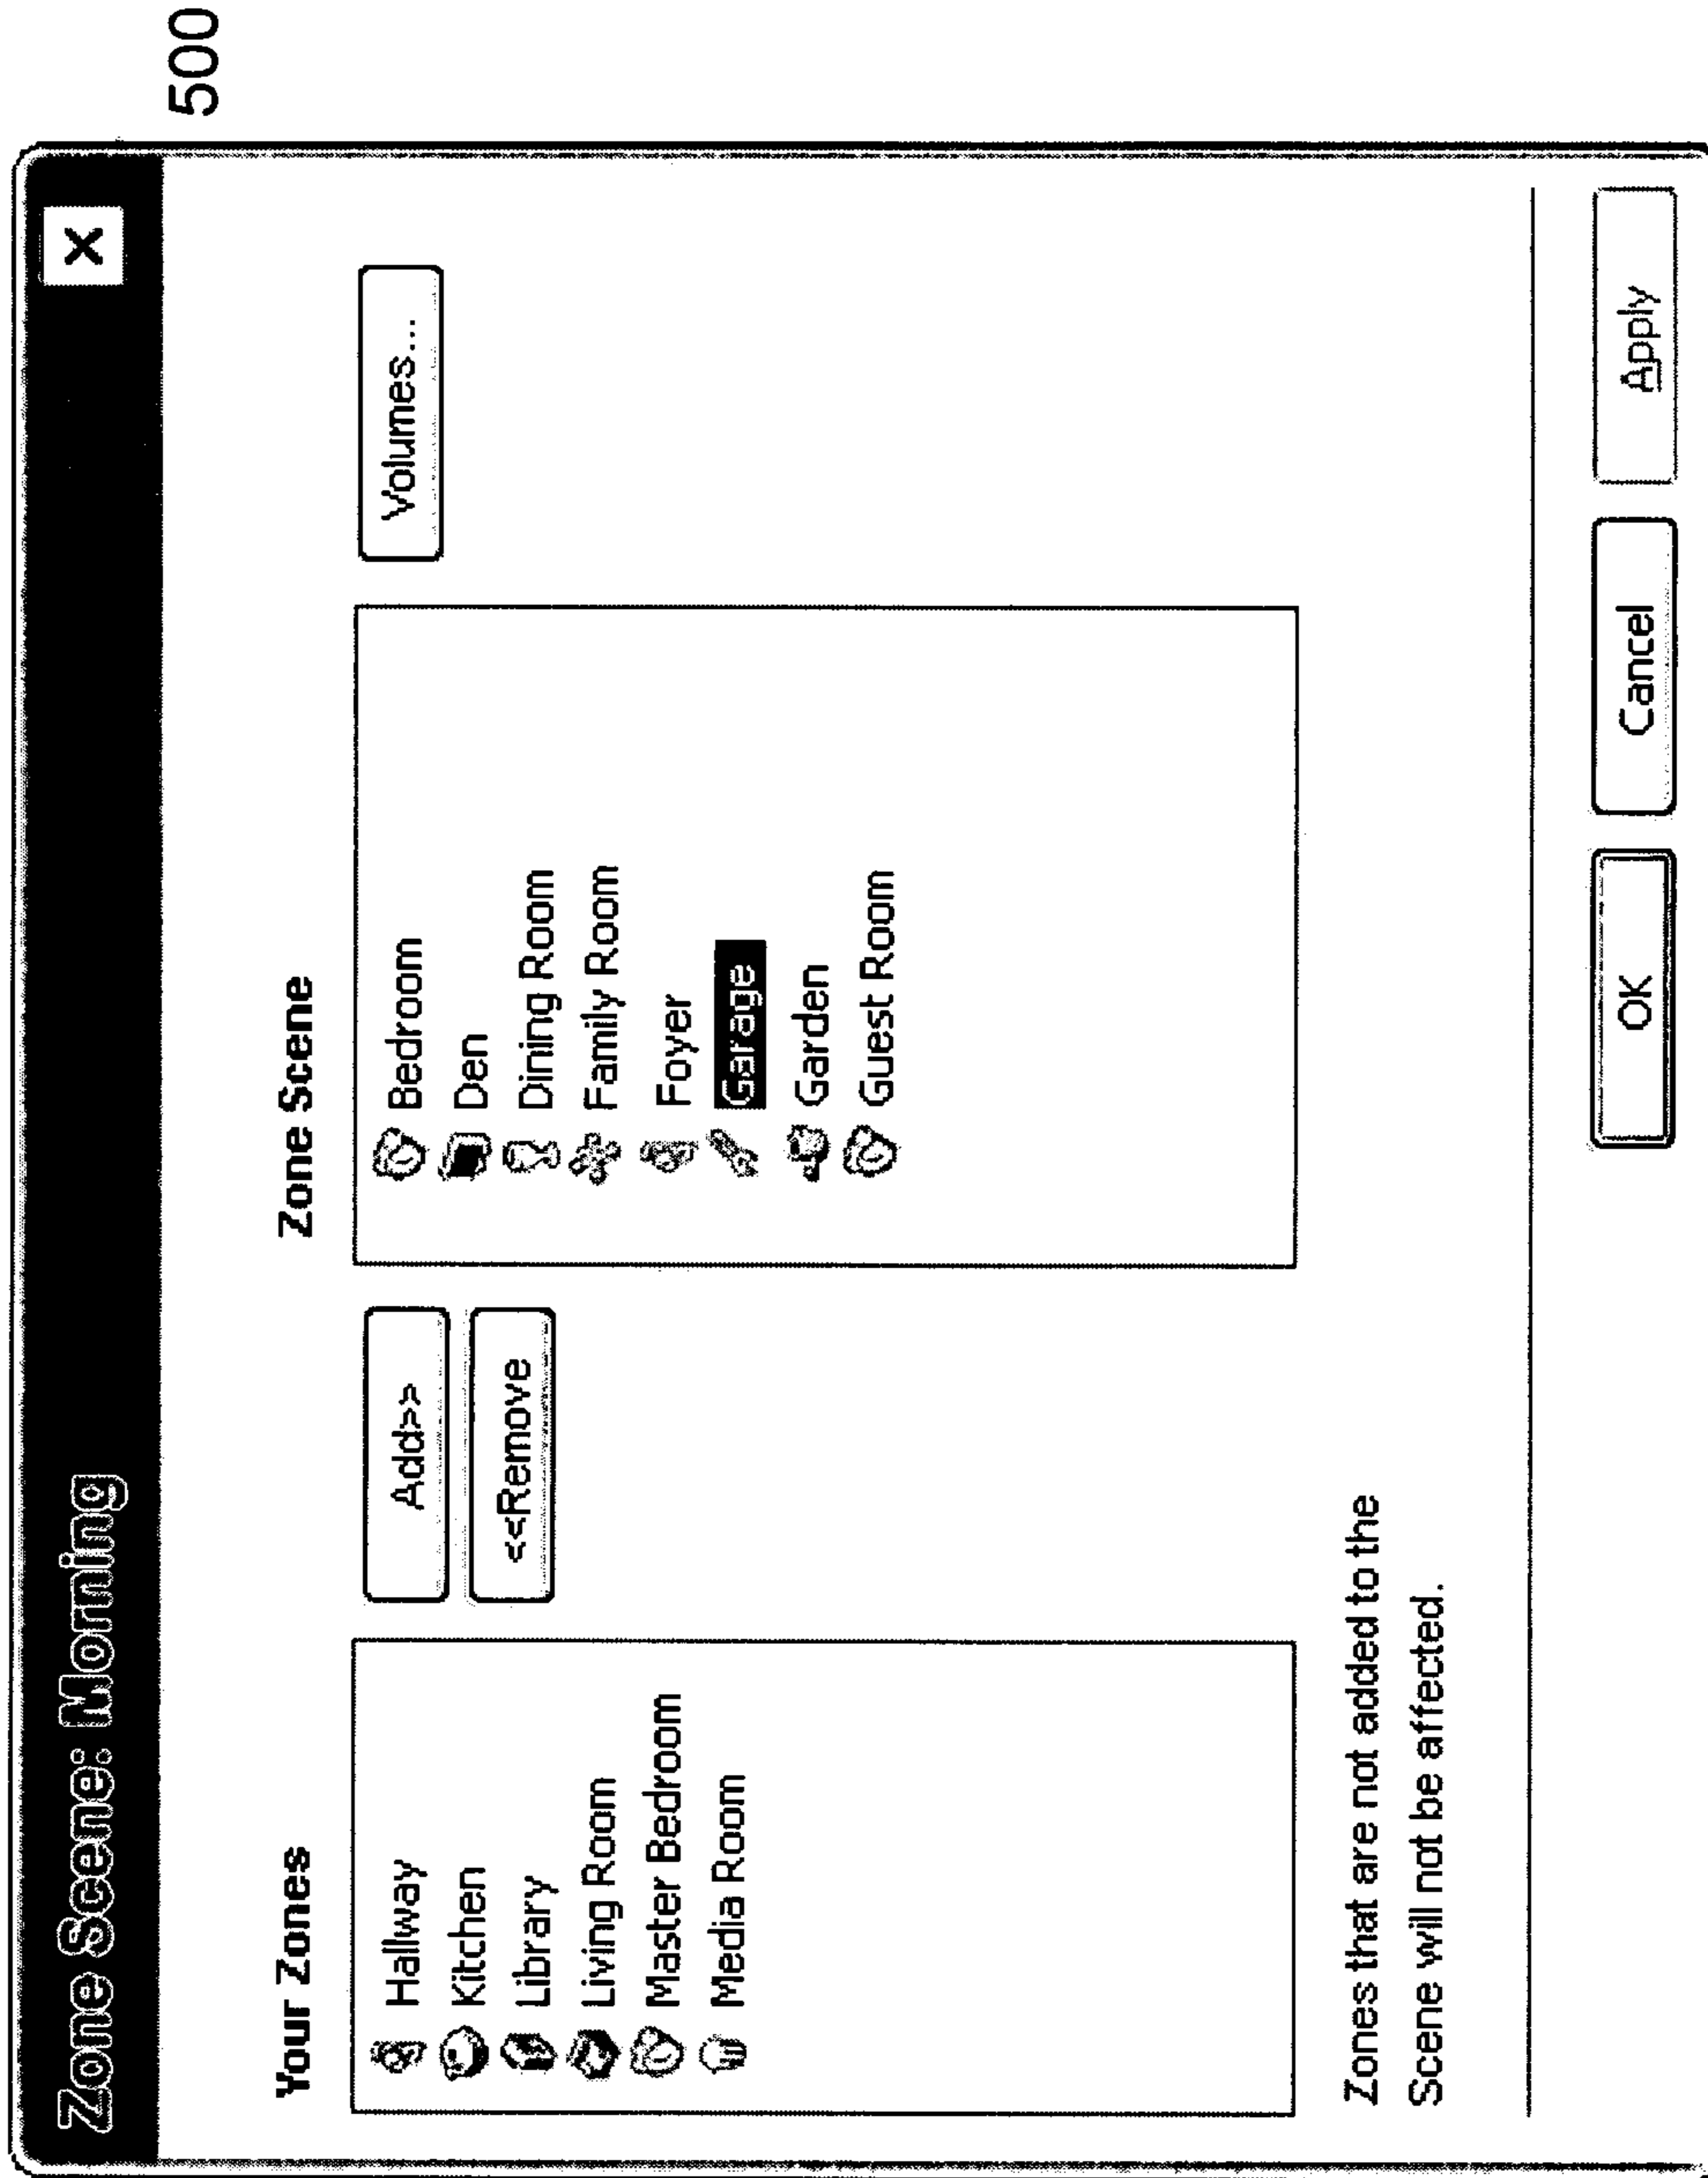 500
Zone Scene: Morning
X
Your Zones
Hallway
Kitchen
Library
Living Room
Master Bedroom
Media Room
Add>>
<<Remove
Zone Scene
Bedroom
Den
Dining Room
Family Room
Foyer
Garage
Garden
Guest Room
Volumes...
Zones that are not added to the
Scene will not be affected.
OK
Cancel
Apply